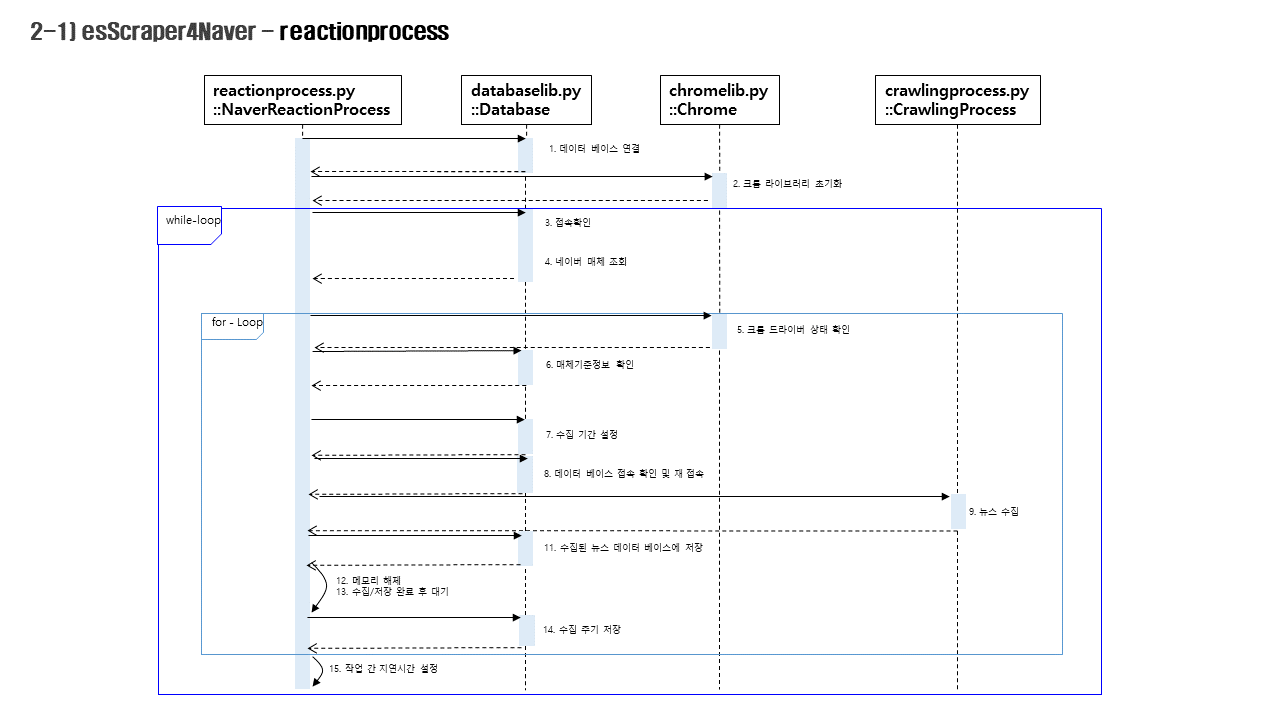 2-1) esScraper4Naver – reactionprocess
reactionprocess.py
::NaverReactionProcess
databaselib.py
::Database
chromelib.py
::Chrome
crawlingprocess.py
::CrawlingProcess
1. 데이터 베이스 연결
2. 크롬 라이브러리 초기화
while-loop
3. 접속확인
4. 네이버 매체 조회
for - Loop
5. 크롬 드라이버 상태 확인
6. 매체기준정보 확인
7. 수집 기간 설정
8. 데이터 베이스 접속 확인 및 재 접속
9. 뉴스 수집
11. 수집된 뉴스 데이터 베이스에 저장
12. 메모리 해제
13. 수집/저장 완료 후 대기
14. 수집 주기 저장
15. 작업 간 지연시간 설정